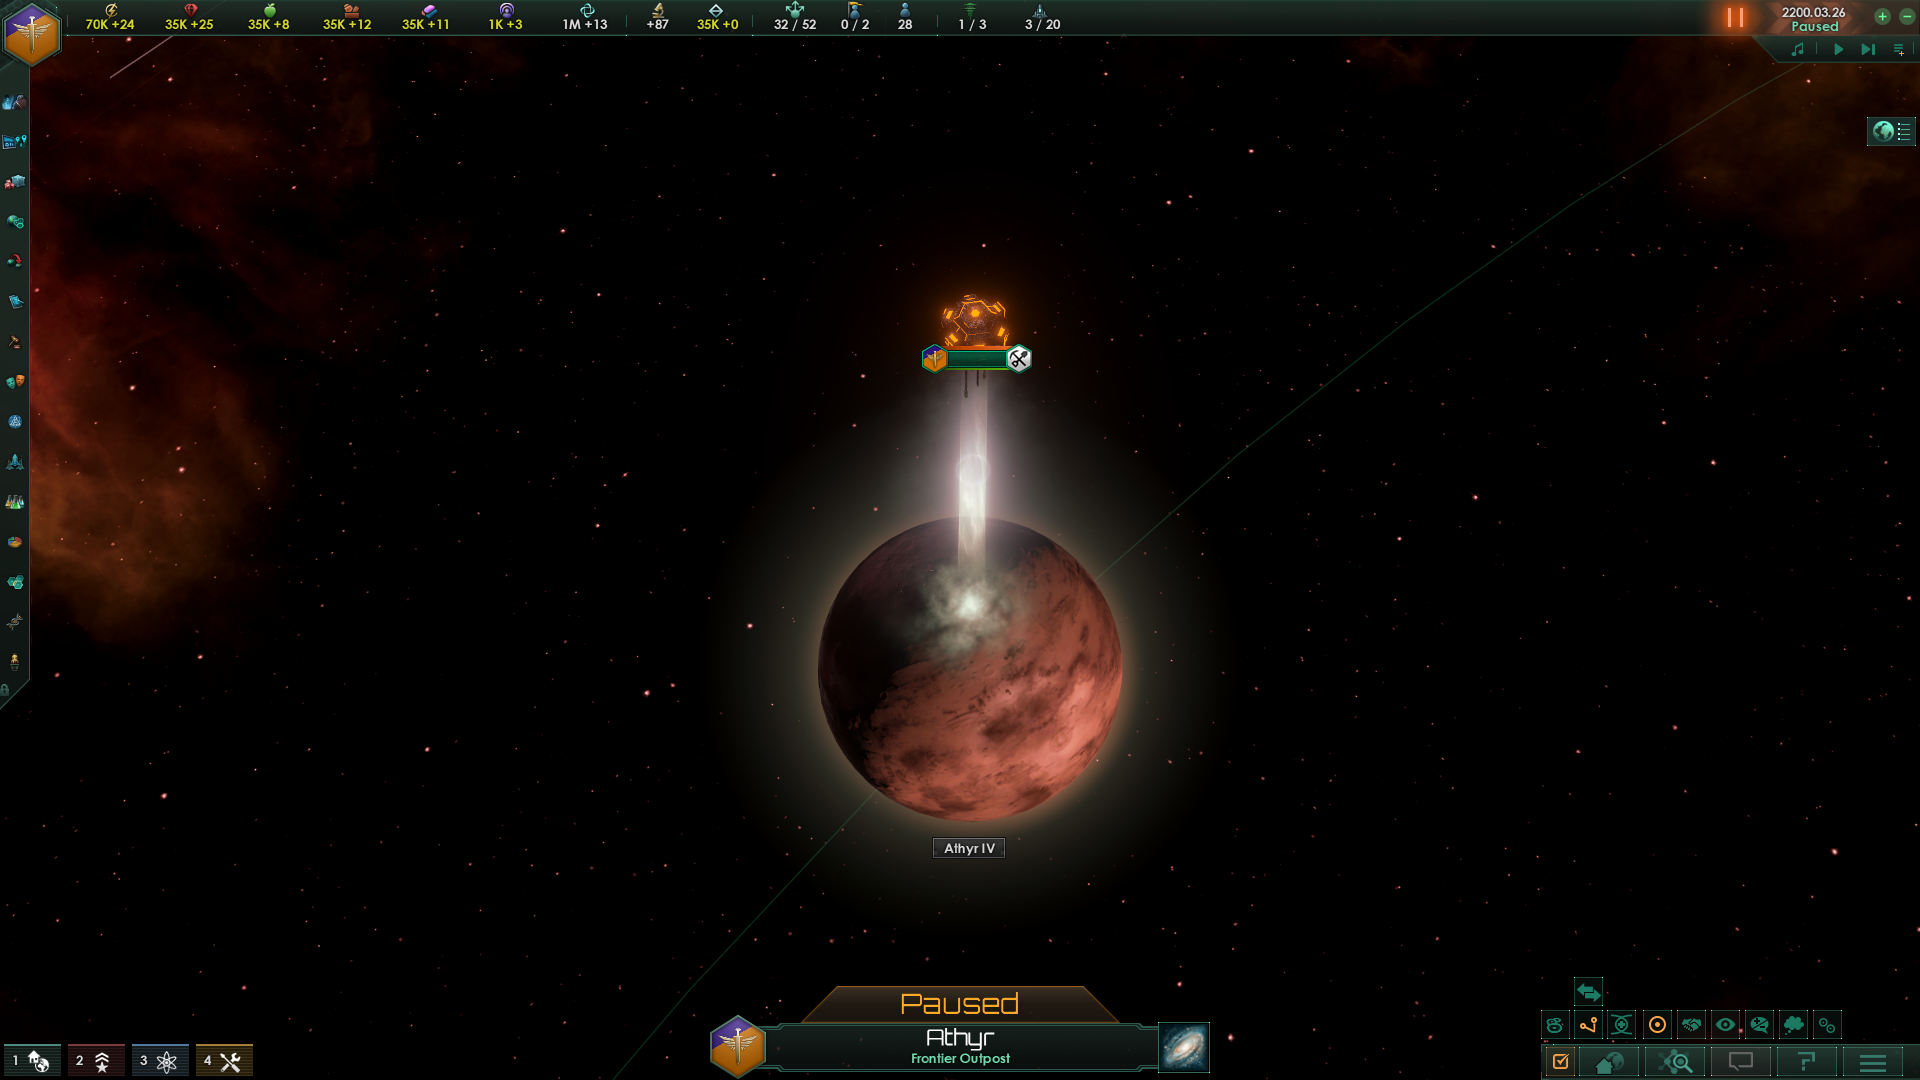 70K +24
35K +25
35K +8
35K +12
35K +11
1K +3
1M +13
+87
35K +0
32 / 52
0 / 2
28
1 / 3
3 / 20
2200.03.26
Paused
Athyr IV
Paused
Athyr
Frontier Outpost
1
2
3
4